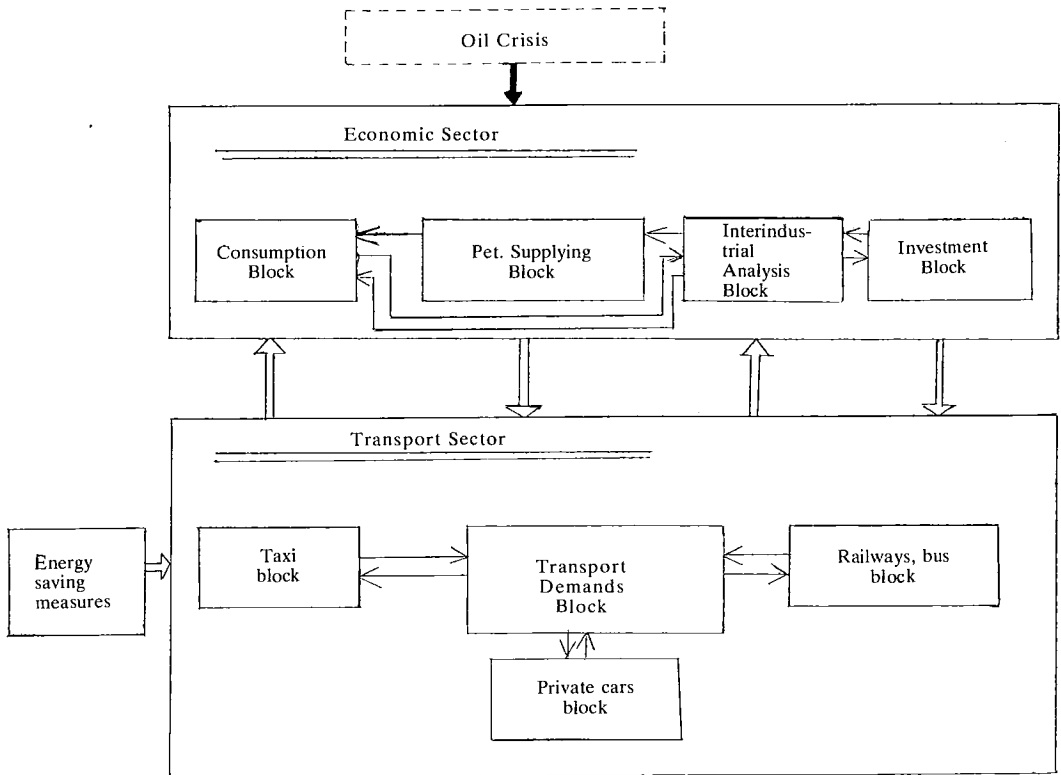 Oil Crisis
Economic Sector
Consumption
Block
Pet. Supplying
Block
Interindus-
trial
Analysis
Block
Investment
Block
Transport Sector
Energy
saving
measures
Taxi
block
Transport
Demands
Block
Railways, bus
block
Private cars
block